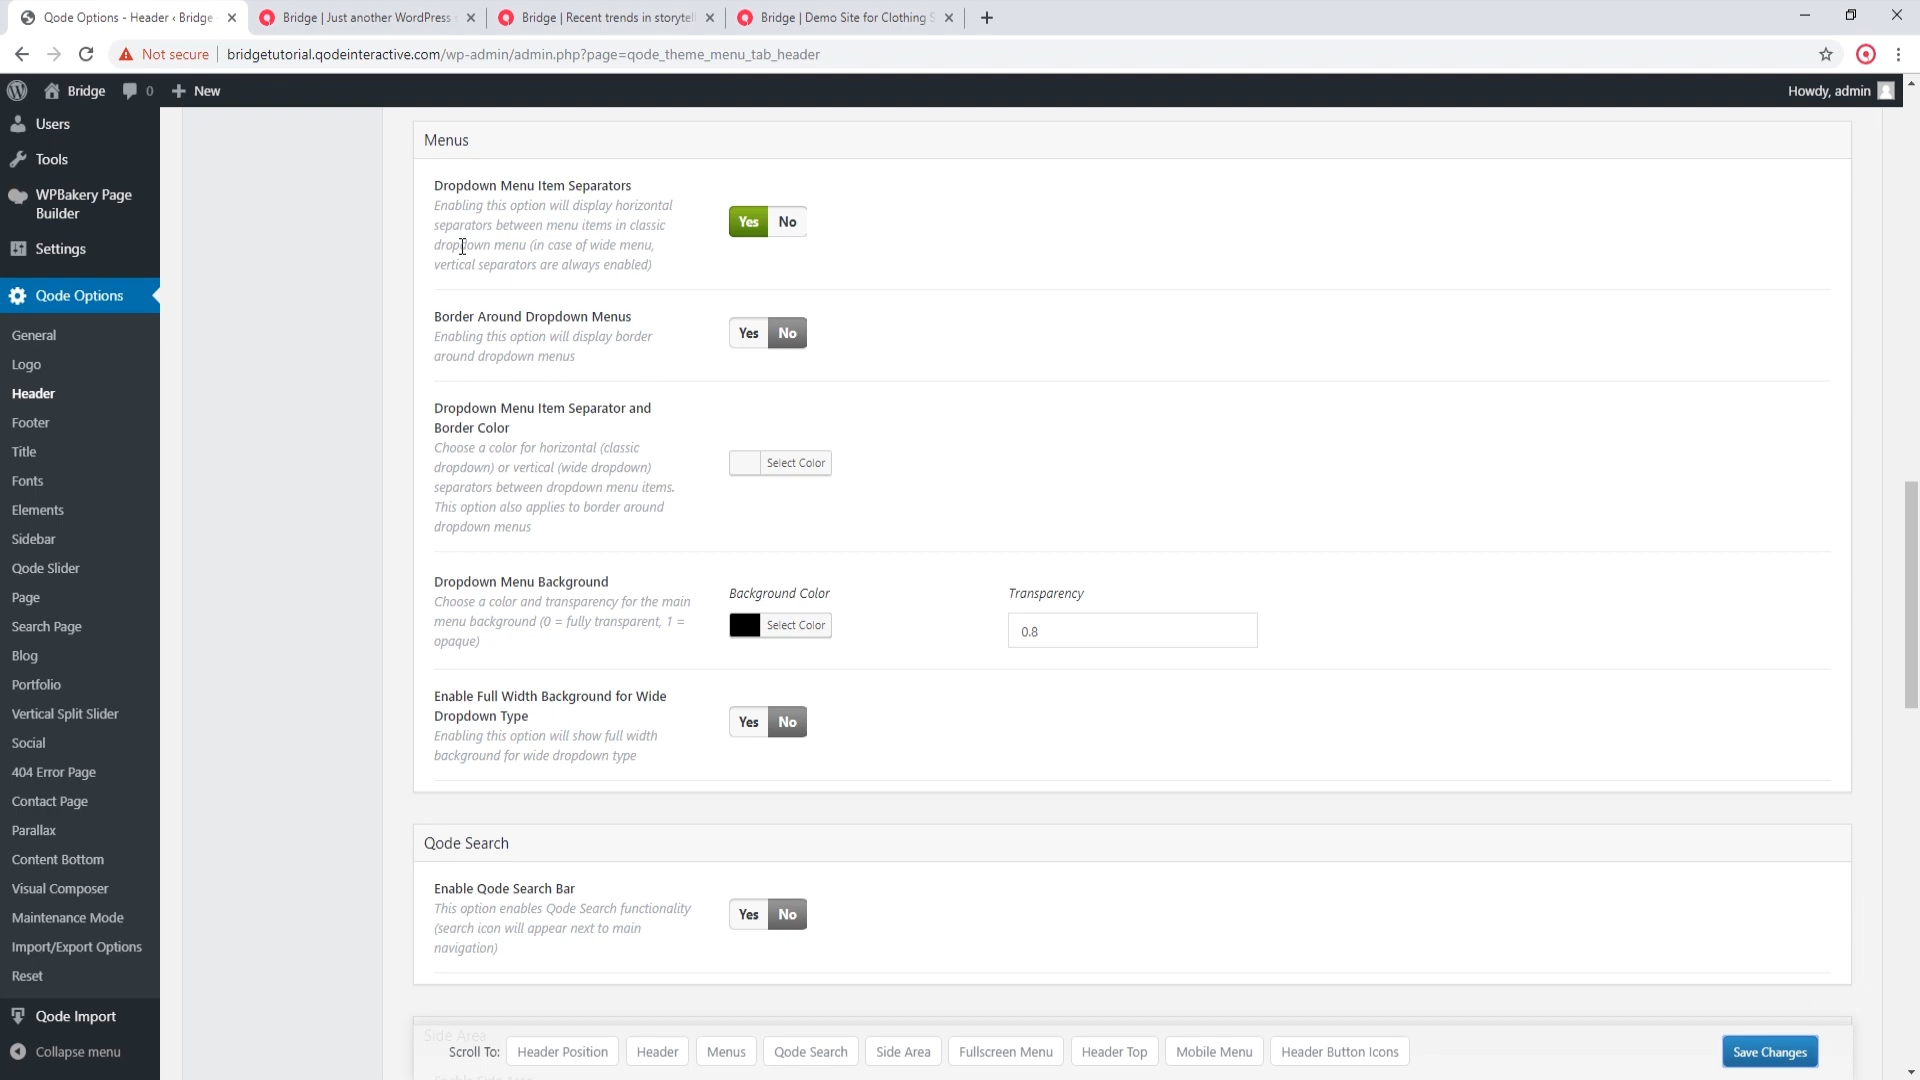 Qode Options - Header ‹ Bridge
Bridge | Just another WordPress s
Bridge | Recent trends in storytell
Bridge | Demo Site for Clothing S
Not secure
bridgetutorial.qodeinteractive.com/wp-admin/admin.php?page=qode_theme_menu_tab_header
Bridge
0
New
Howdy, admin
Users
Tools
WPBakery Page
Builder
Settings
Qode Options
General
Logo
Header
Footer
Title
Fonts
Elements
Sidebar
Qode Slider
Page
Search Page
Blog
Portfolio
Vertical Split Slider
Social
404 Error Page
Contact Page
Parallax
Content Bottom
Visual Composer
Maintenance Mode
Import/Export Options
Reset
Qode Import
Collapse menu
Menus
Dropdown Menu Item Separators
Enabling this option will display horizontal
separators between menu items in classic
dropdown menu (in case of wide menu,
vertical separators are always enabled)
Yes No
Border Around Dropdown Menus
Enabling this option will display border
around dropdown menus
Yes No
Dropdown Menu Item Separator and
Border Color
Choose a color for horizontal (classic
dropdown) or vertical (wide dropdown)
separators between dropdown menu items.
This option also applies to border around
dropdown menus
Select Color
Dropdown Menu Background
Choose a color and transparency for the main
menu background (0 = fully transparent, 1 =
opaque)
Background Color
Select Color
Transparency
0.8
Enable Full Width Background for Wide
Dropdown Type
Enabling this option will show full width
background for wide dropdown type
Yes No
Qode Search
Enable Qode Search Bar
This option enables Qode Search functionality
(search icon will appear next to main
navigation)
Yes No
Side Area
Scroll To: Header Position Header Menus Qode Search Side Area Fullscreen Menu Header Top Mobile Menu Header Button Icons
Save Changes